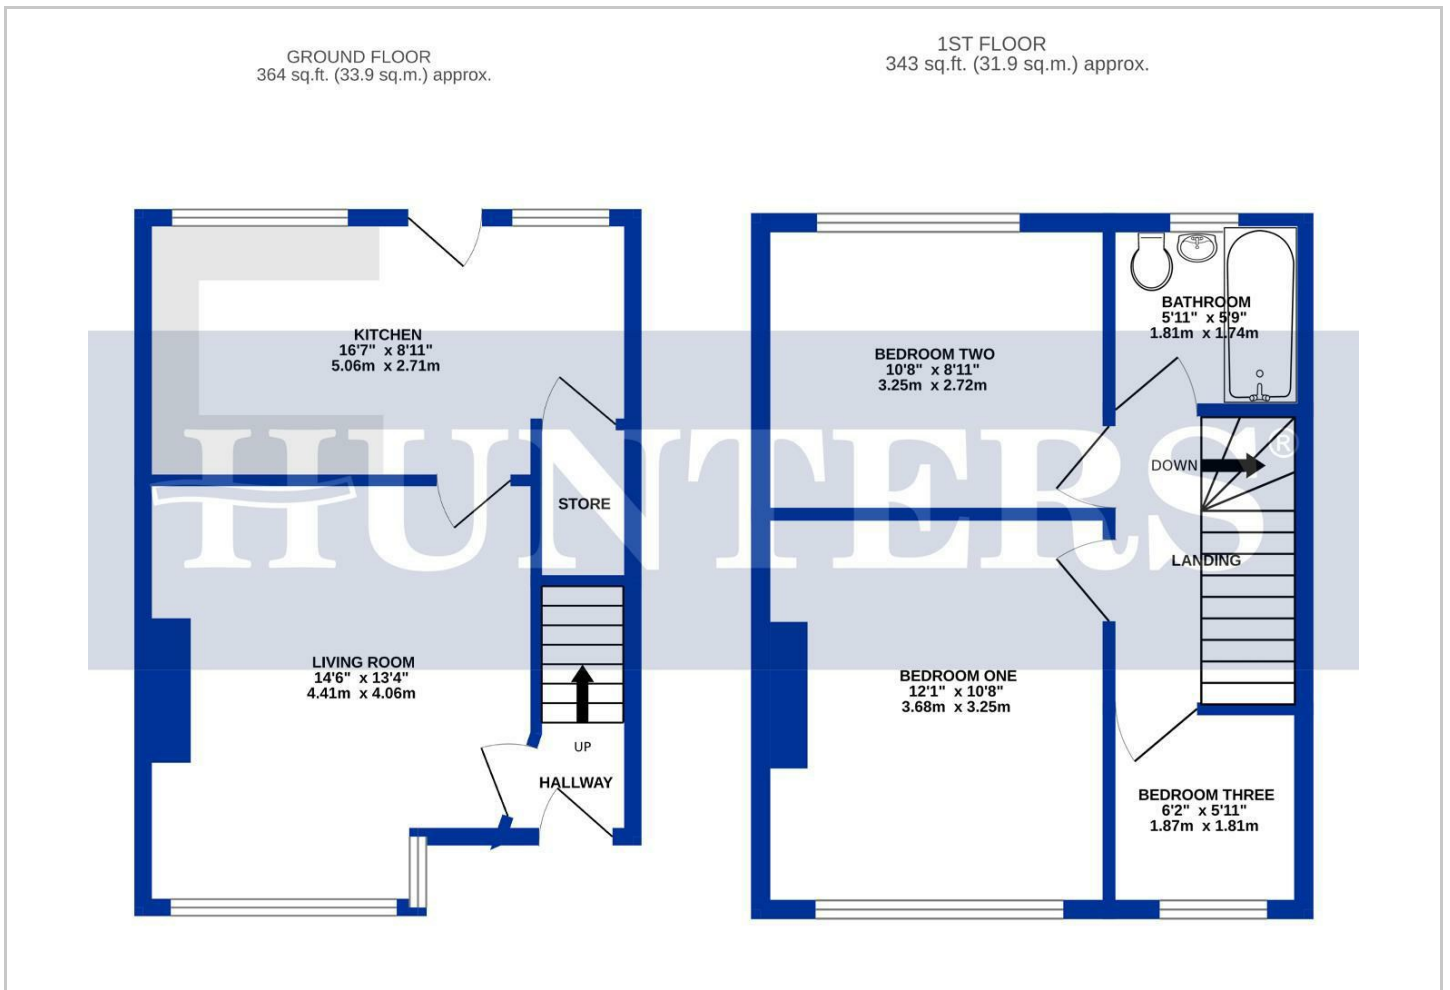 GROUND FLOOR
364 sq.ft. (33.9 sq.m.) approx.
1ST FLOOR
343 sq.ft. (31.9 sq.m.) approx.
KITCHEN
16'7" x 8'11"
5.06m x 2.71m
STORE
LIVING ROOM
14'6" x 13'4"
4.41m x 4.06m
UP
HALLWAY
BEDROOM TWO
10'8" x 8'11"
3.25m x 2.72m
BATHROOM
5'11" x 5'9"
1.81m x 1.74m
DOWN
LANDING
BEDROOM ONE
12'1" x 10'8"
3.68m x 3.25m
BEDROOM THREE
6'2" x 5'11"
1.87m x 1.81m
HUNTERS®